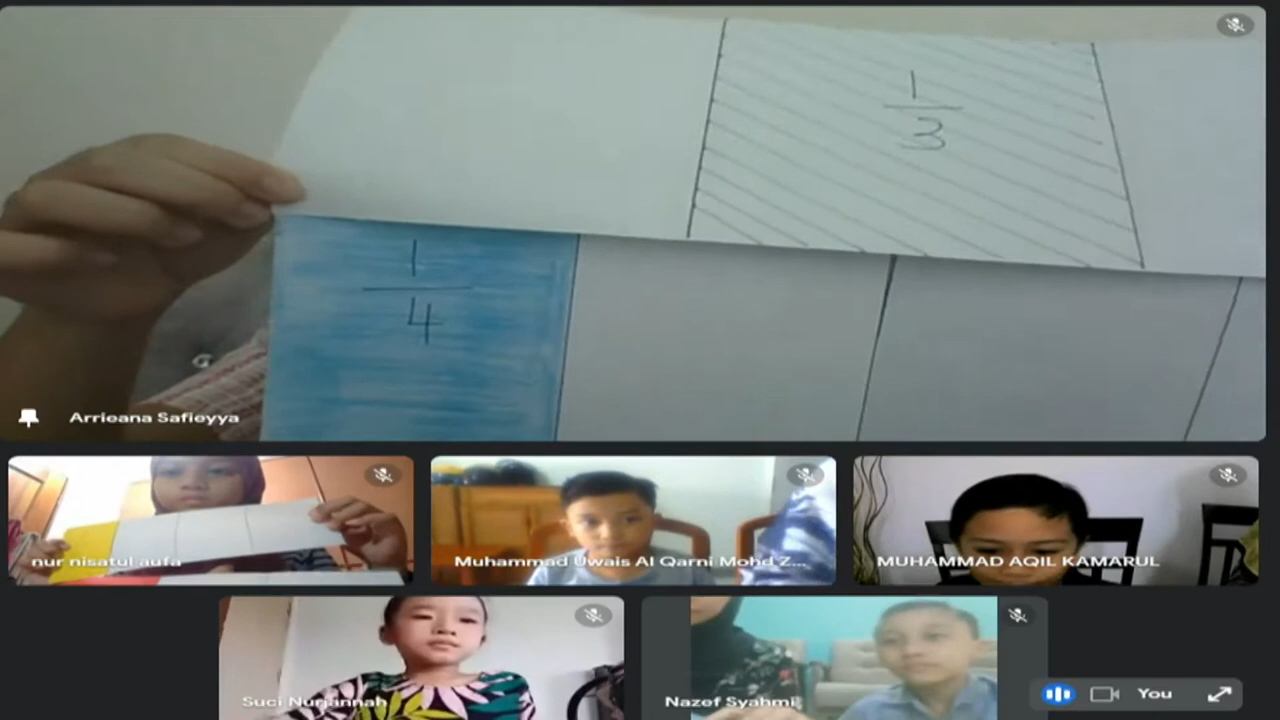 1
3
1
4
Arrieana Safieyya
nur nisatul aufa
Muhammad Uwais Al Qarni Mohd Z...
MUHAMMAD AQIL KAMARUL
Suci Nurjannah
Nazef Syahmi
You